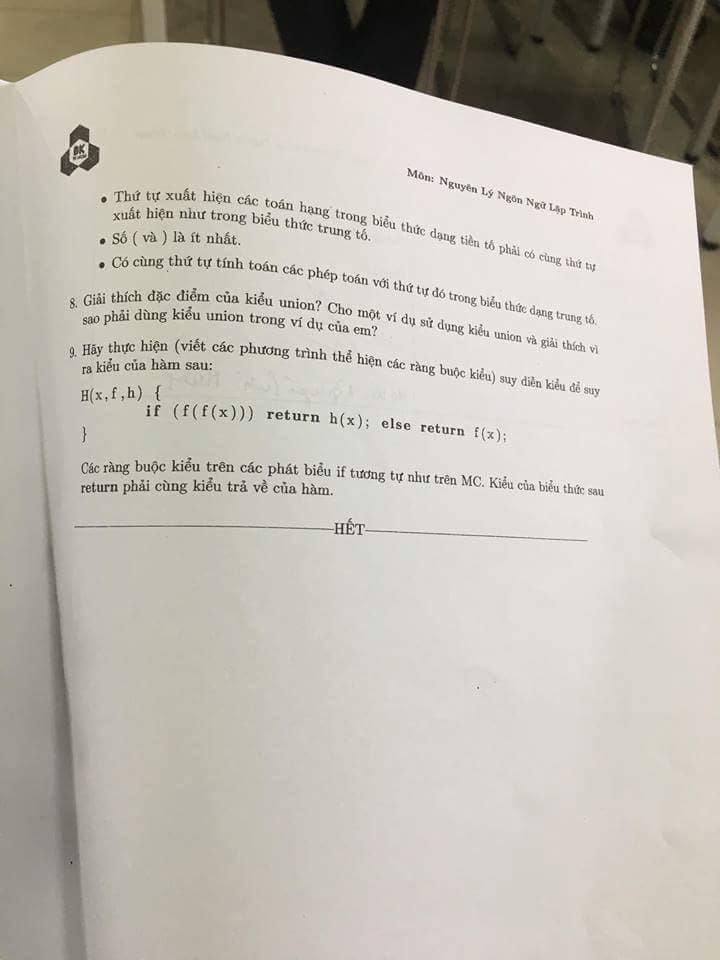 BK
Môn: Nguyên Lý Ngôn Ngữ Lập Trình
• Thứ tự xuất hiện các toán hạng trong biểu thức dạng tiền tố phải có cùng thứ tự
xuất hiện như trong biểu thức trung tố.
• Số ( và ) là ít nhất.
• Có cùng thứ tự tính toán các phép toán với thứ tự đó trong biểu thức dạng trung tố.
8. Giải thích đặc điểm của kiểu union? Cho một ví dụ sử dụng kiểu union và giải thích vì
sao phải dùng kiểu union trong ví dụ của em?
9. Hãy thực hiện (viết các phương trình thể hiện các ràng buộc kiểu) suy diễn kiểu để suy
ra kiểu của hàm sau:
H(x,f,h) {
if (f(f(x))) return h(x); else return f(x);
}
Các ràng buộc kiểu trên các phát biểu if tương tự như trên MC. Kiểu của biểu thức sau
return phải cùng kiểu trả về của hàm.
HẾT